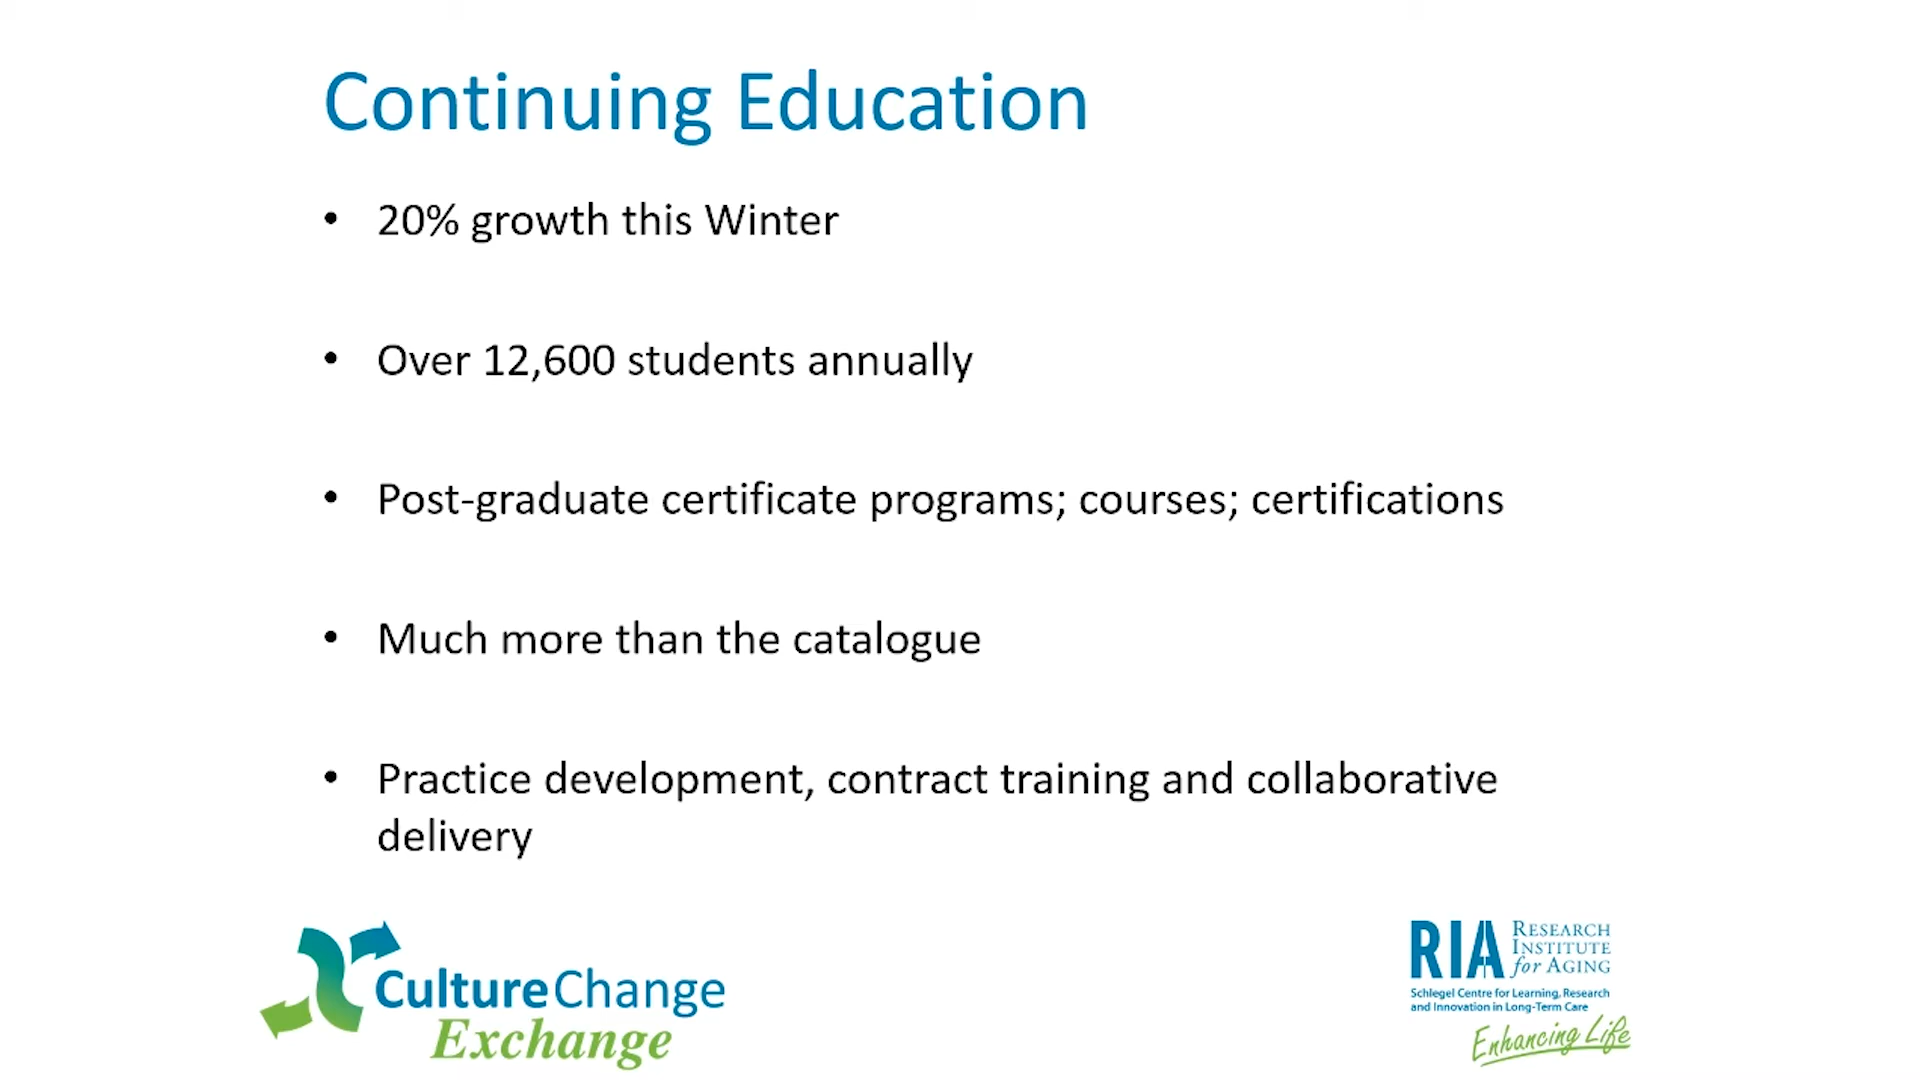 Continuing Education
• 20% growth this Winter
• Over 12,600 students annually
• Post-graduate certificate programs; courses; certifications
• Much more than the catalogue
• Practice development, contract training and collaborative
delivery
CultureChange
Exchange
RIA RESEARCH
INSTITUTE
for AGING
Schlegel Centre for Learning, Research
and Innovation in Long-Term Care
Enhancing Life